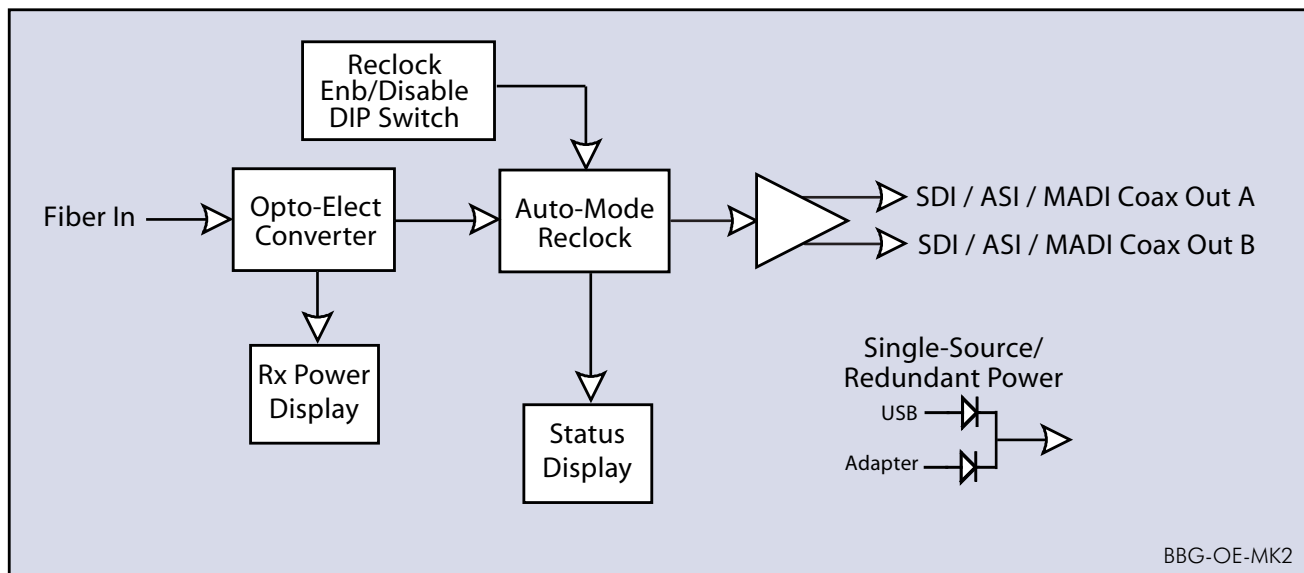 Reclock
Enb/Disable
DIP Switch
Fiber In
Opto-Elect
Converter
Auto-Mode
Reclock
SDI / ASI / MADI Coax Out A
SDI / ASI / MADI Coax Out B
Rx Power
Display
Status
Display
Single-Source/
Redundant Power
USB
Adapter
BBG-OE-MK2